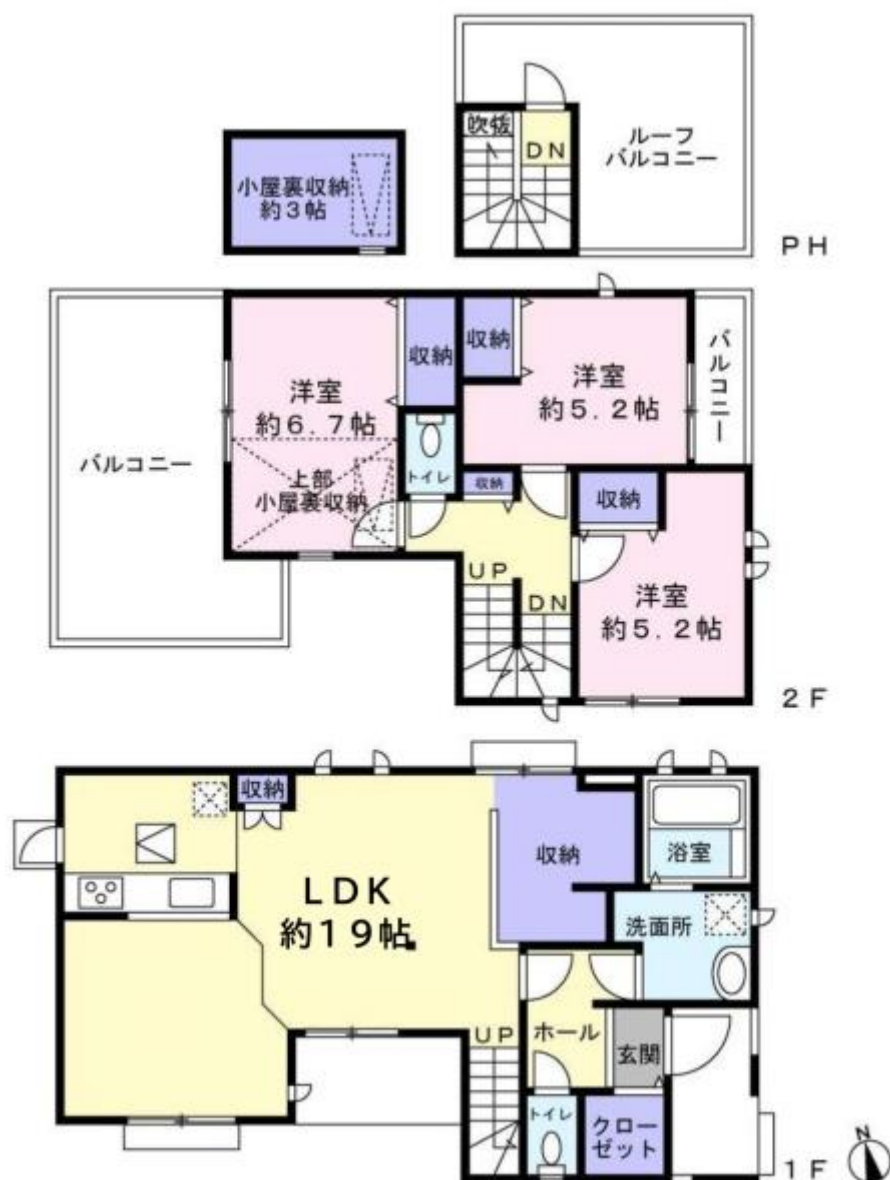 吹抜
DN
ルーフ
バルコニー
小屋裏収納
約3帖
PH
洋室
約6.7帖
収納
収納
洋室
約5.2帖
バルコニー
バルコニー
上部
小屋裏収納
トイレ
収納
収納
UP
DN
洋室
約5.2帖
2F
収納
LDK
約19帖
収納
浴室
洗面所
UP
ホール
玄関
トイレ
クロー
ゼット
N
1F